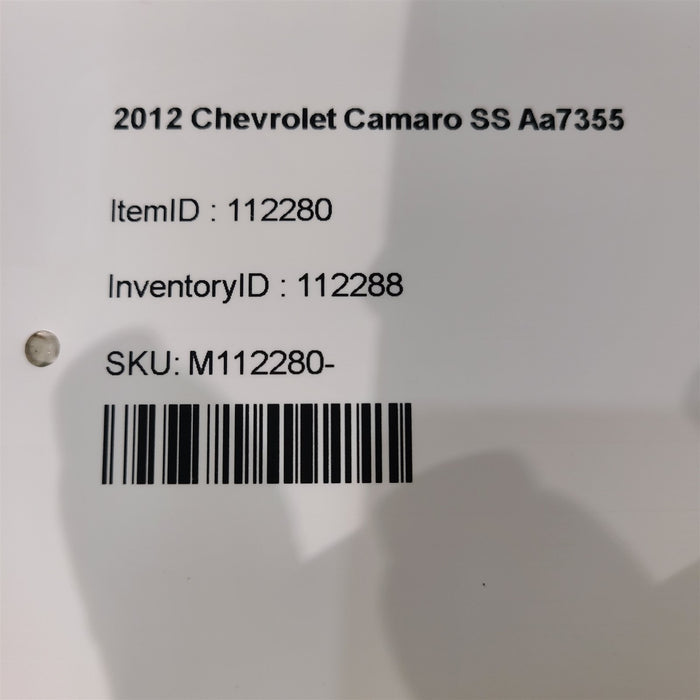 2012 Chevrolet Camaro SS Aa7355
ItemID : 112280
InventoryID : 112288
SKU: M112280-